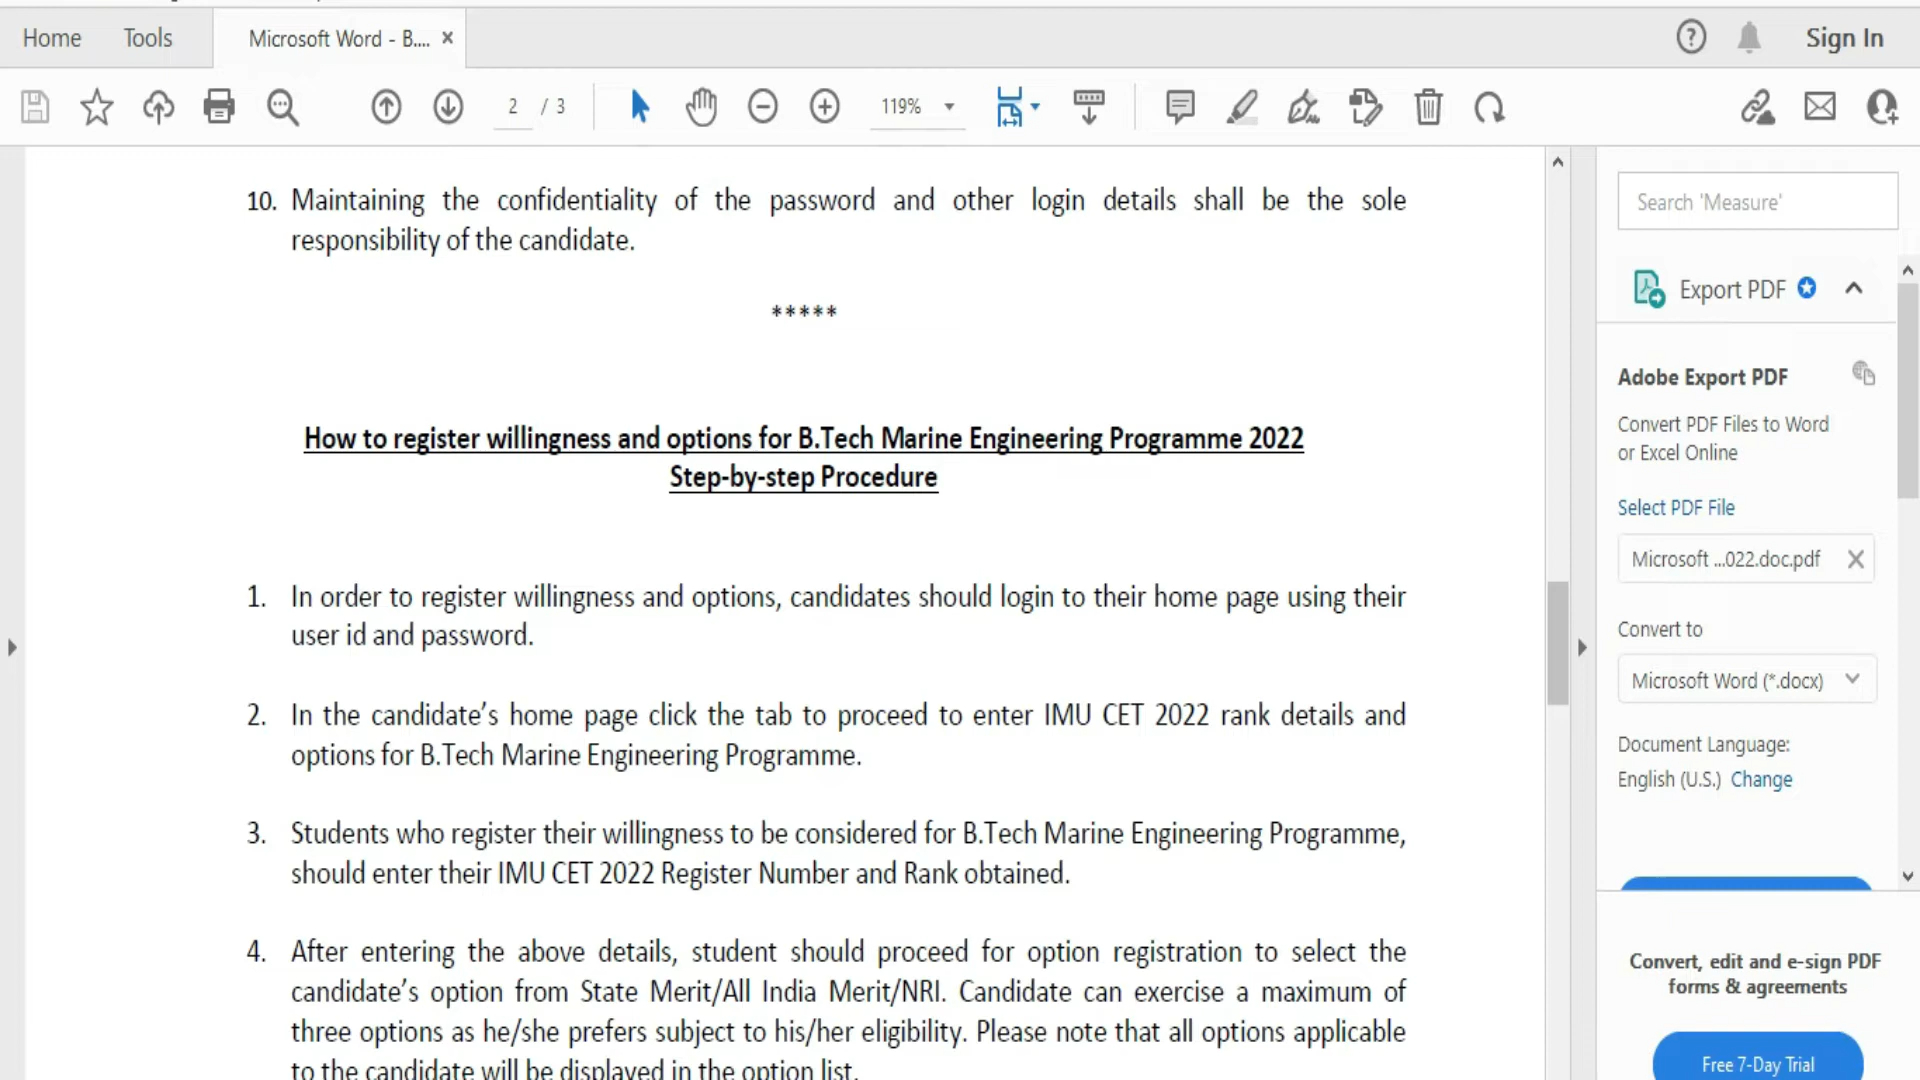 Home Tools Microsoft Word - B.... × Sign In
2 / 3 119%
10. Maintaining the confidentiality of the password and other login details shall be the sole
responsibility of the candidate.
*****
How to register willingness and options for B.Tech Marine Engineering Programme 2022
Step-by-step Procedure
1. In order to register willingness and options, candidates should login to their home page using their
user id and password.
2. In the candidate's home page click the tab to proceed to enter IMU CET 2022 rank details and
options for B.Tech Marine Engineering Programme.
3. Students who register their willingness to be considered for B.Tech Marine Engineering Programme,
should enter their IMU CET 2022 Register Number and Rank obtained.
4. After entering the above details, student should proceed for option registration to select the
candidate's option from State Merit/All India Merit/NRI. Candidate can exercise a maximum of
three options as he/she prefers subject to his/her eligibility. Please note that all options applicable
to the candidate will be displayed in the option list.
Search 'Measure'
Export PDF
Adobe Export PDF
Convert PDF Files to Word
or Excel Online
Select PDF File
Microsoft ...022.doc.pdf
Convert to
Microsoft Word (*.docx)
Document Language:
English (U.S.) Change
Convert, edit and e-sign PDF
forms & agreements
Free 7-Day Trial